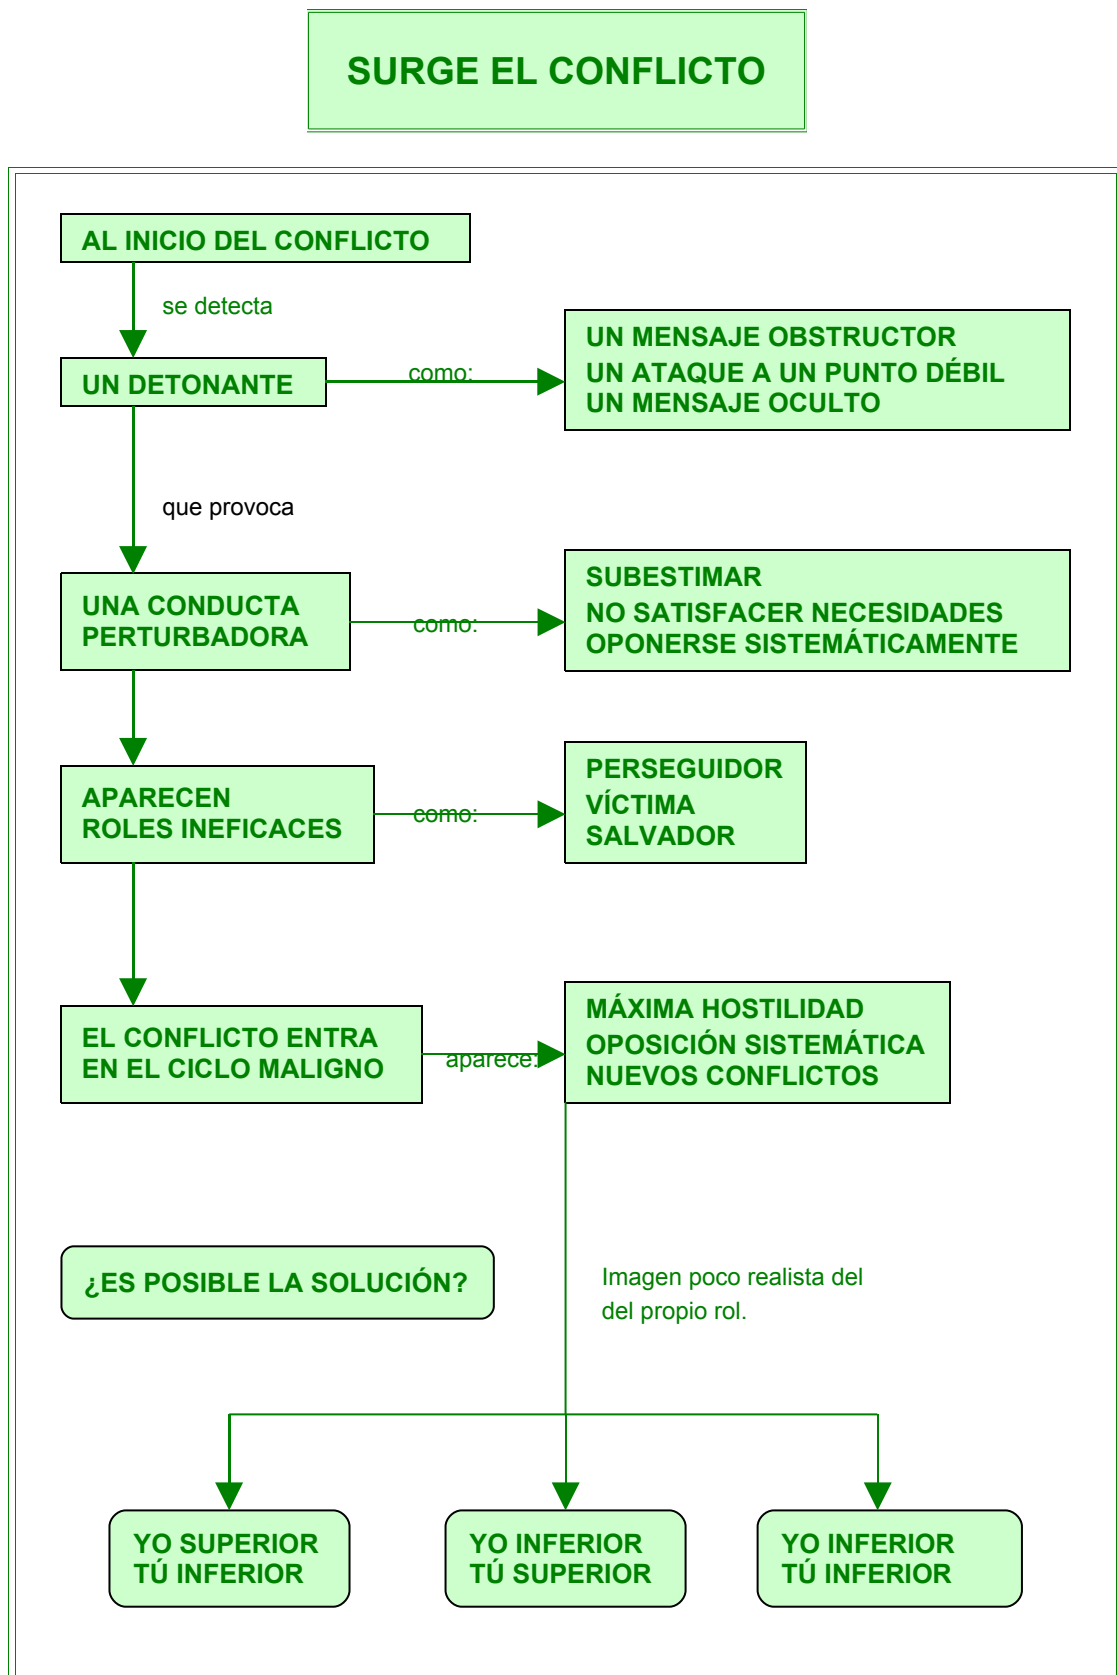 SURGE EL CONFLICTO
AL INICIO DEL CONFLICTO
se detecta
UN DETONANTE
como:
UN MENSAJE OBSTRUCTOR
UN ATAQUE A UN PUNTO DÉBIL
UN MENSAJE OCULTO
que provoca
UNA CONDUCTA
PERTURBADORA
como:
SUBESTIMAR
NO SATISFACER NECESIDADES
OPONERSE SISTEMÁTICAMENTE
APARECEN
ROLES INEFICACES
como:
PERSEGUIDOR
VÍCTIMA
SALVADOR
EL CONFLICTO ENTRA
EN EL CICLO MALIGNO
aparece:
MÁXIMA HOSTILIDAD
OPOSICIÓN SISTEMÁTICA
NUEVOS CONFLICTOS
¿ES POSIBLE LA SOLUCIÓN?
Imagen poco realista del
del propio rol.
YO SUPERIOR
TÚ INFERIOR
YO INFERIOR
TÚ SUPERIOR
YO INFERIOR
TÚ INFERIOR